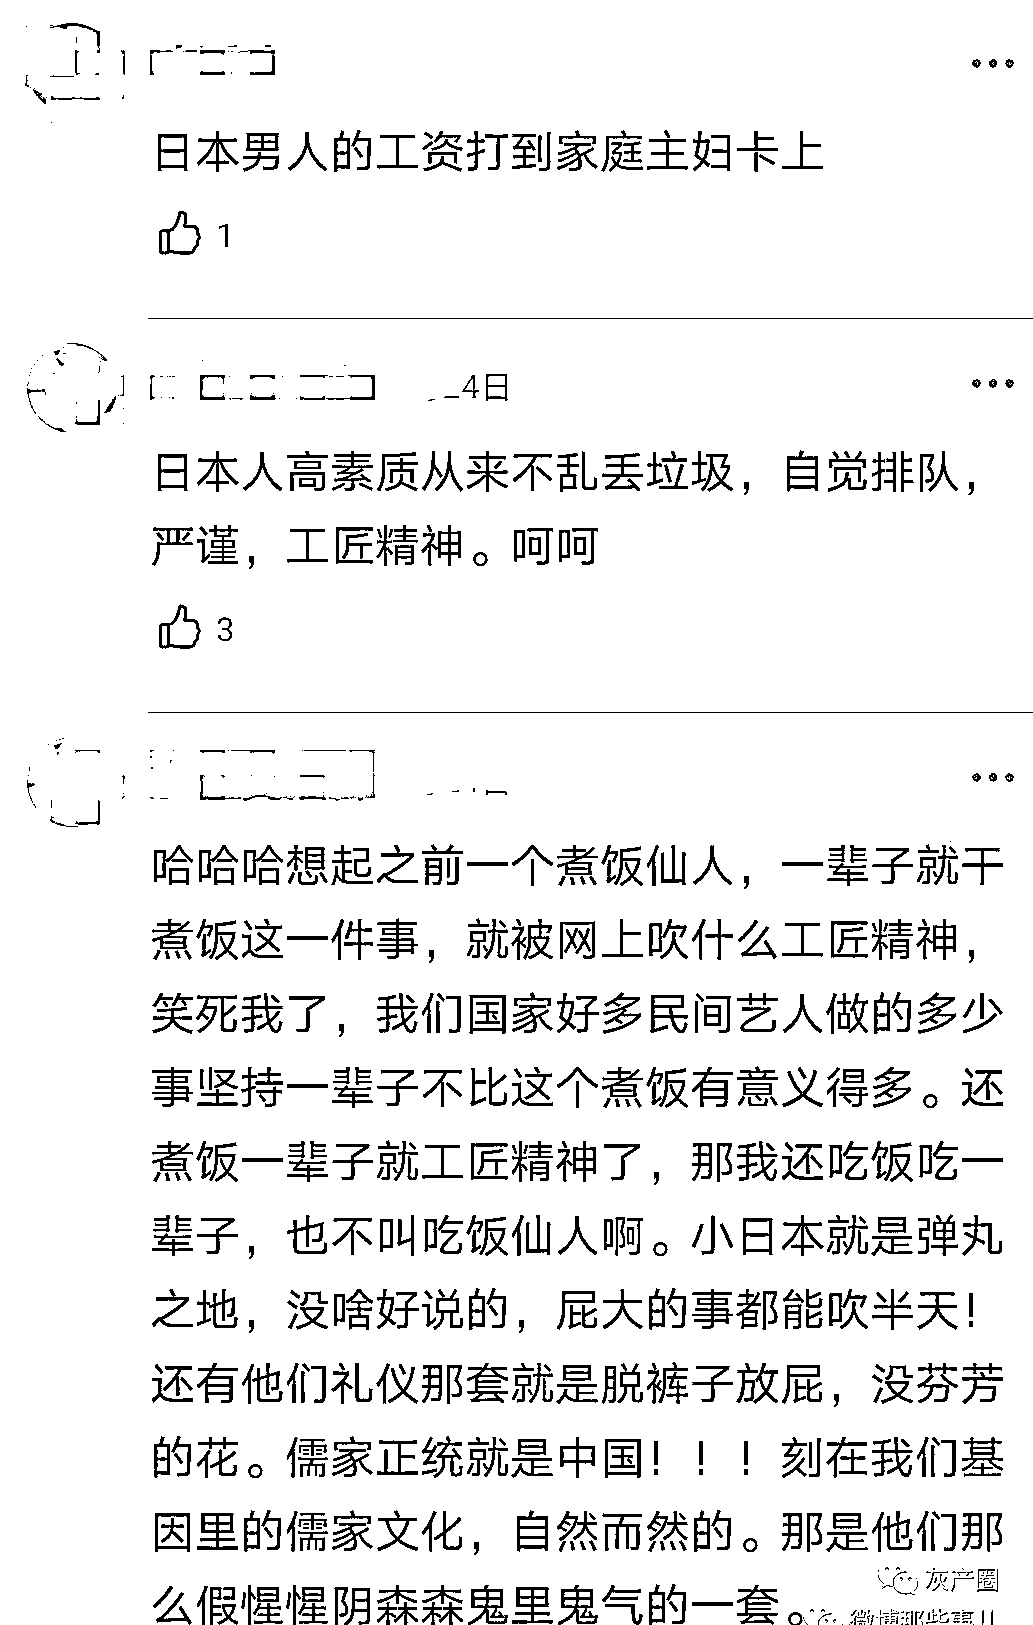 日本男人的工资打到家庭主妇卡上
1
4日
日本人高素质从来不乱丢垃圾，自觉排队，
严谨，工匠精神。呵呵
3
哈哈哈想起之前一个煮饭仙人，一辈子就干
煮饭这一件事，就被网上吹什么工匠精神，
笑死我了，我们国家好多民间艺人做的多少
事坚持一辈子不比这个煮饭有意义得多。还
煮饭一辈子就工匠精神了，那我还吃饭吃一
辈子，也不叫吃饭仙人啊。小日本就是弹丸
之地，没啥好说的，屁大的事都能吹半天！
还有他们礼仪那套就是脱裤子放屁，没芬芳
的花。儒家正统就是中国！！！刻在我们基
因里的儒家文化，自然而然的。那是他们那
么假惺惺阴森森鬼里鬼气的一套。
灰产圈
微博那些事儿